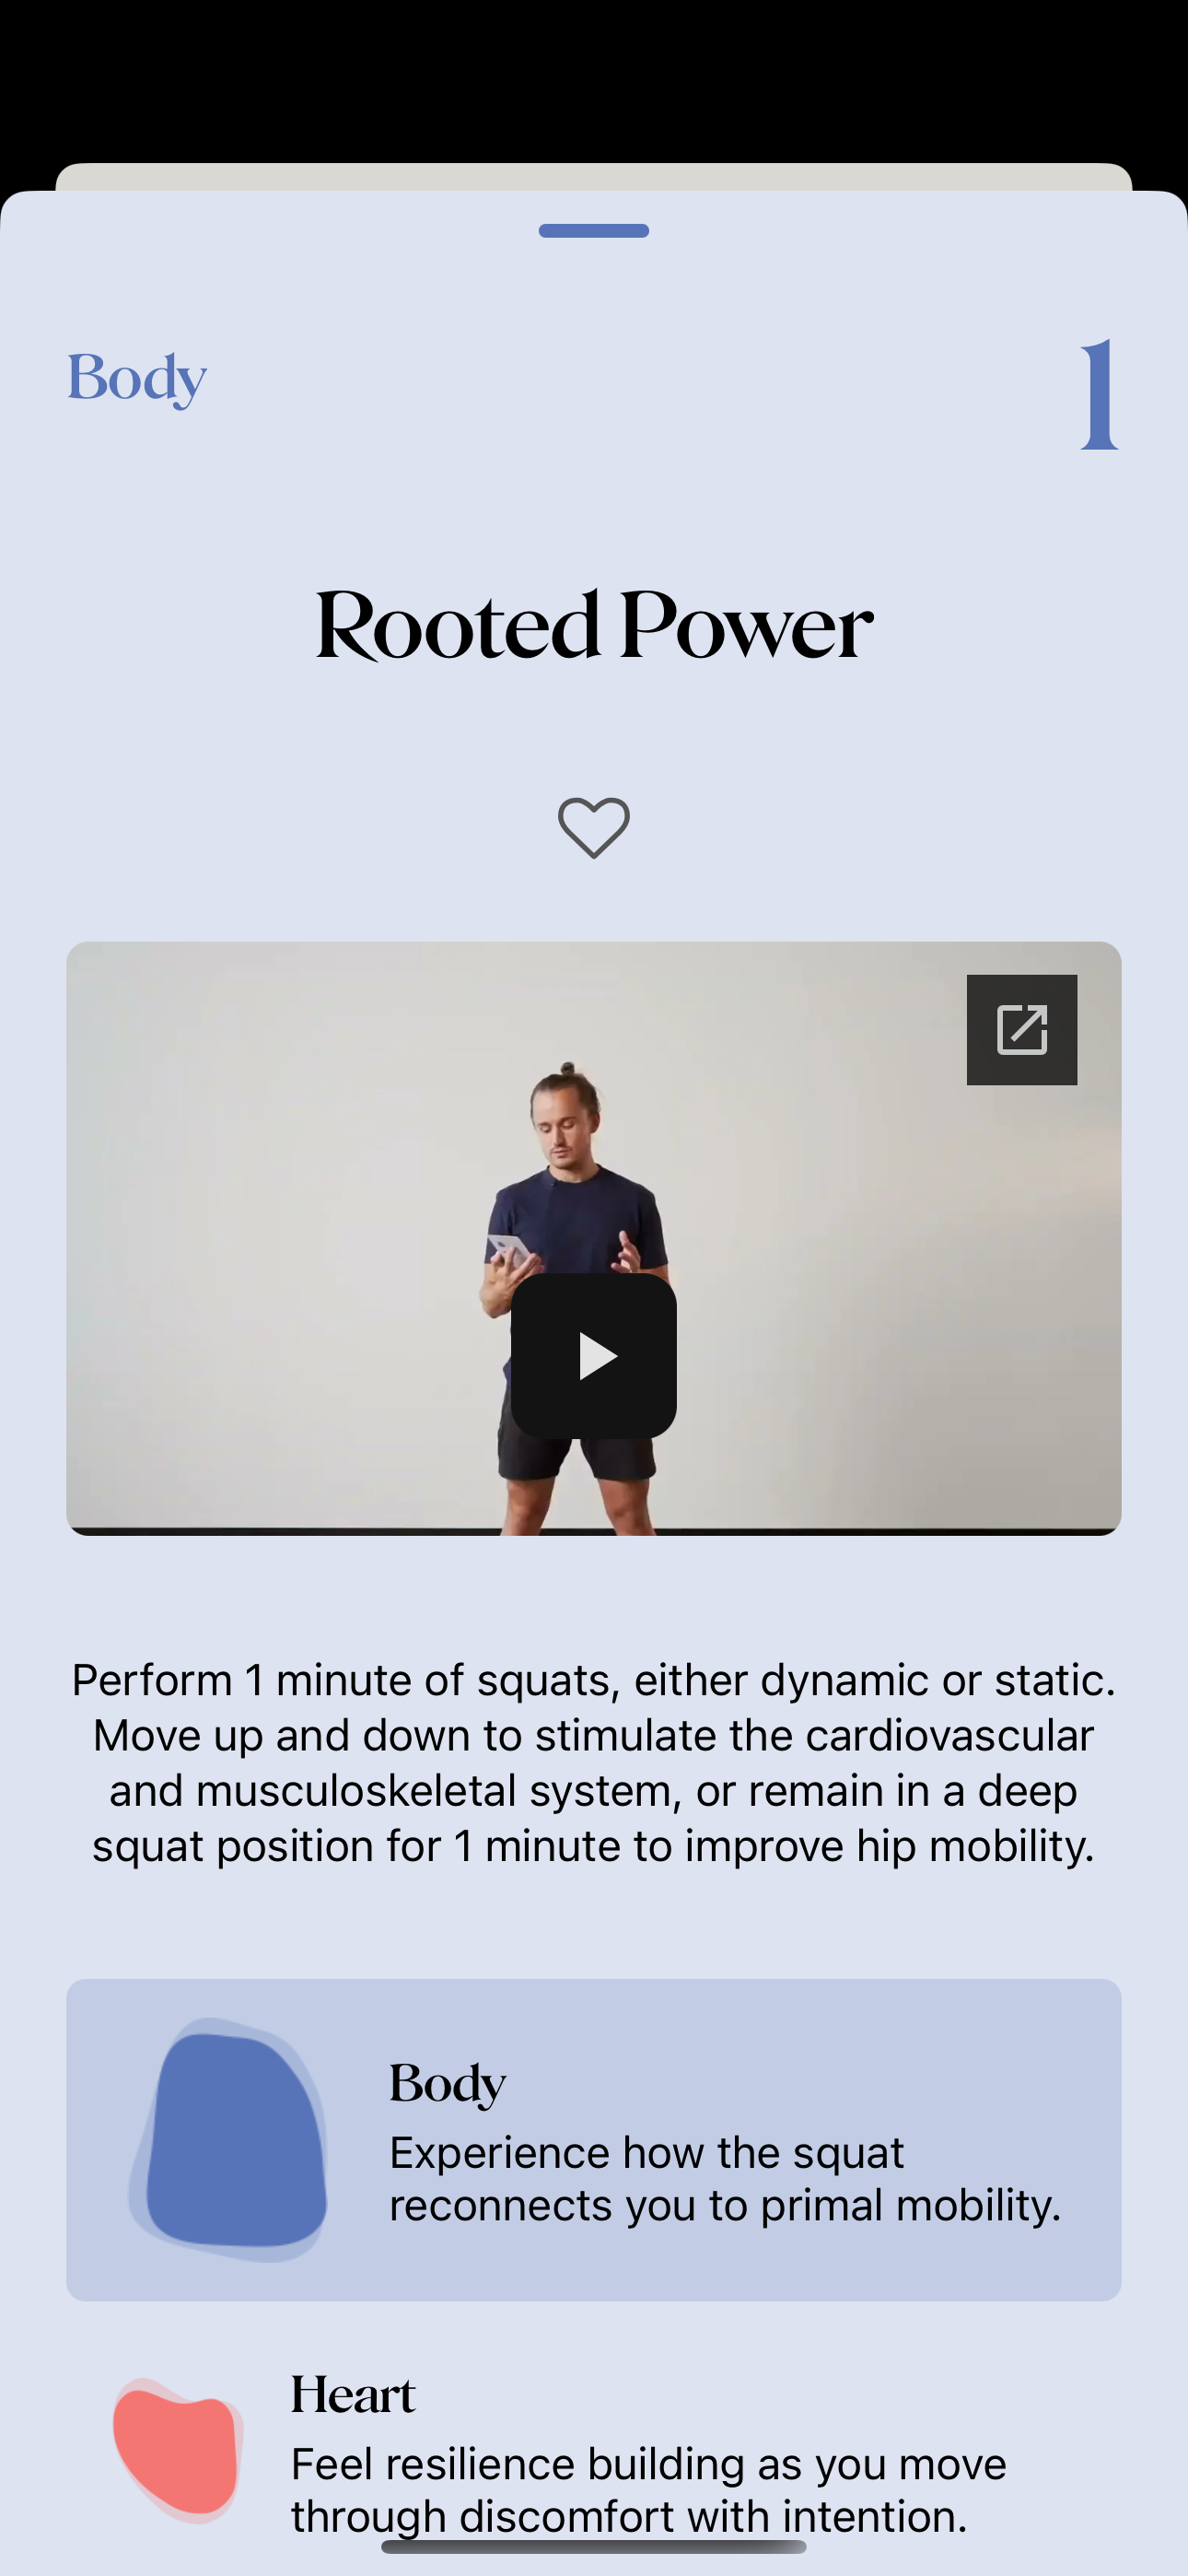 Body
1
Rooted Power
Perform 1 minute of squats, either dynamic or static.
Move up and down to stimulate the cardiovascular
and musculoskeletal system, or remain in a deep
squat position for 1 minute to improve hip mobility.
Body
Experience how the squat
reconnects you to primal mobility.
Heart
Feel resilience building as you move
through discomfort with intention.